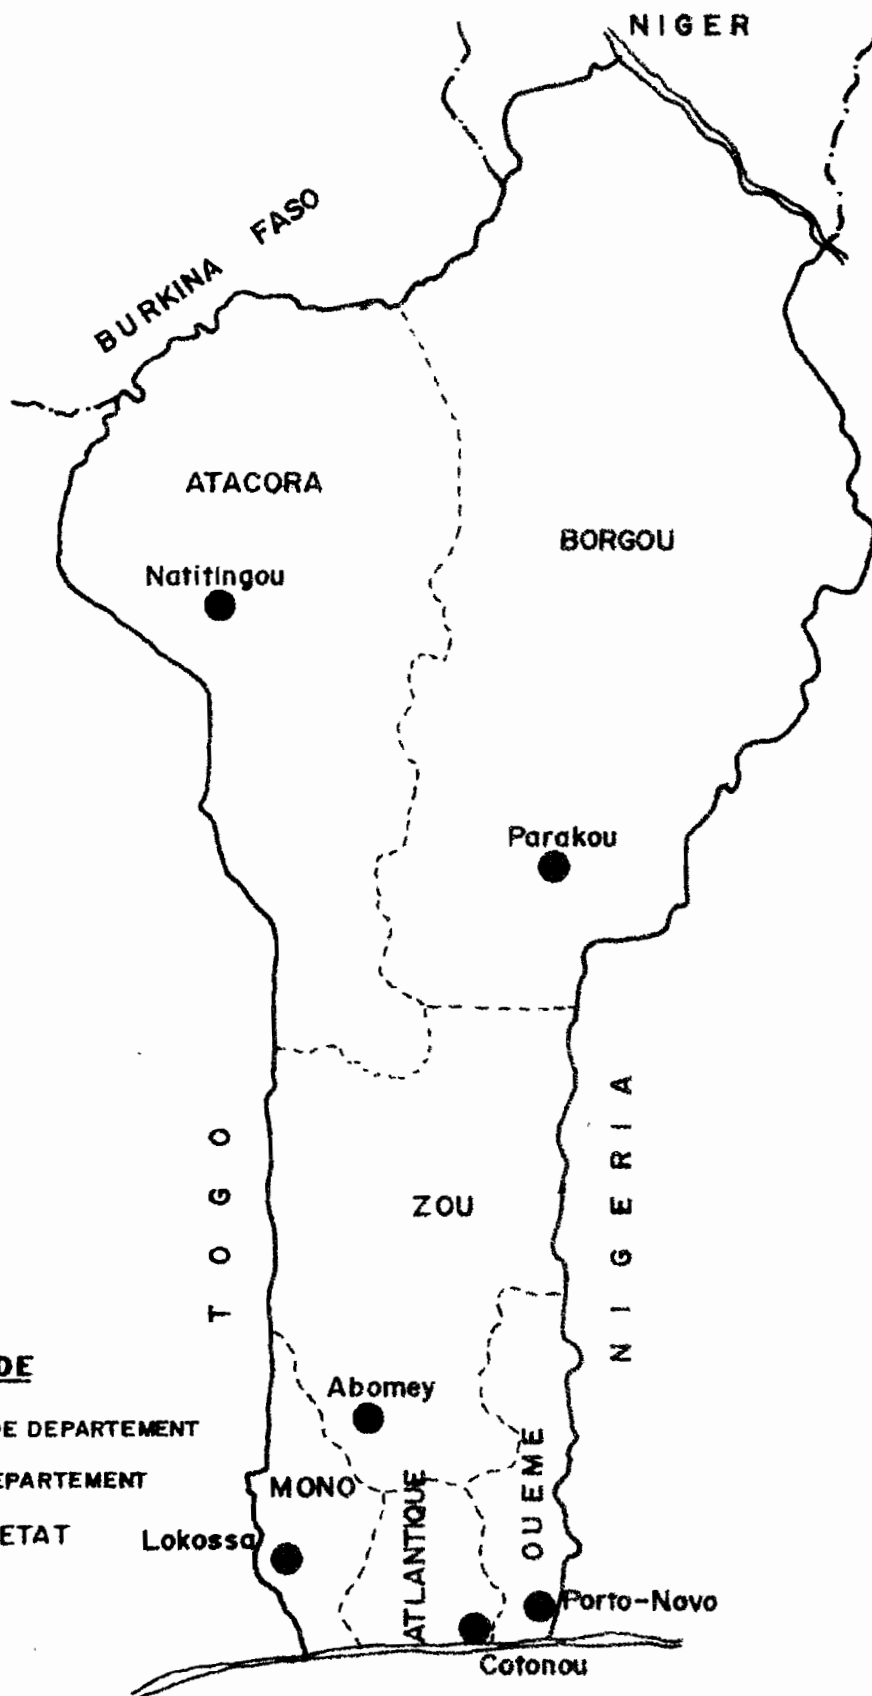 NIGER
BURKINA FASO
ATACORA
BORGOU
Natitingou
Parakou
TOGO
NIGERIA
ZOU
DE
Abomey
DE DEPARTEMENT
OUEME
EPARTEMENT
MONO
ATLANTIQUE
ETAT
Lokossa
Porto-Novo
Cotonou